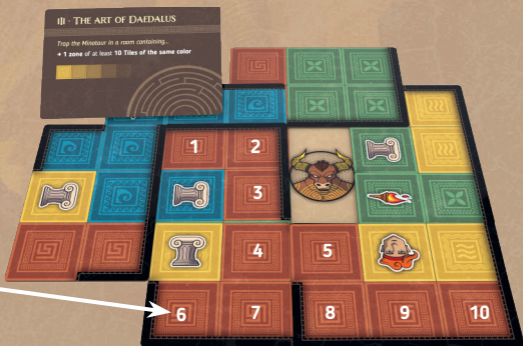 III - The art of Daedalus
Trap the Minotaur in a room containing...
+ 1 zone of at least 10 Tiles of the same color
1 2
3
4 5
6 7 8 9 10